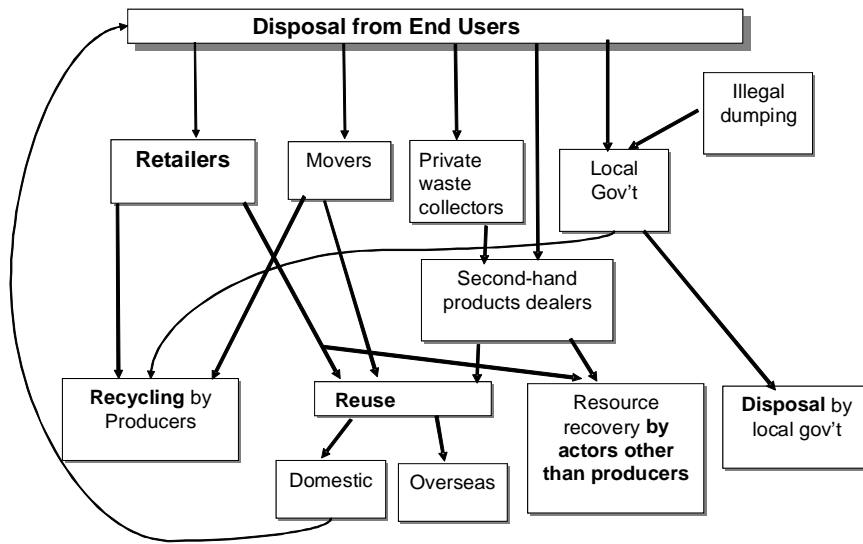 Disposal from End Users
Illegal
dumping
Retailers
Movers
Private
waste
collectors
Local
Gov't
Second-hand
products dealers
Recycling by
Producers
Reuse
Resource
recovery by
actors other
than producers
Disposal by
local gov't
Domestic
Overseas